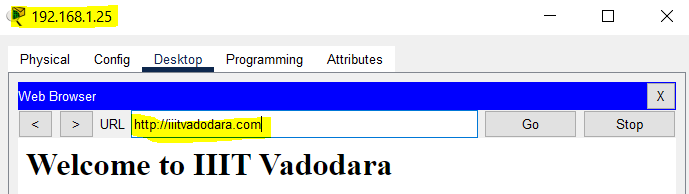 192.168.1.25
Physical Config Desktop Programming Attributes
Web Browser X
< > URL http://iiitvadodara.com Go Stop
Welcome to IIIT Vadodara